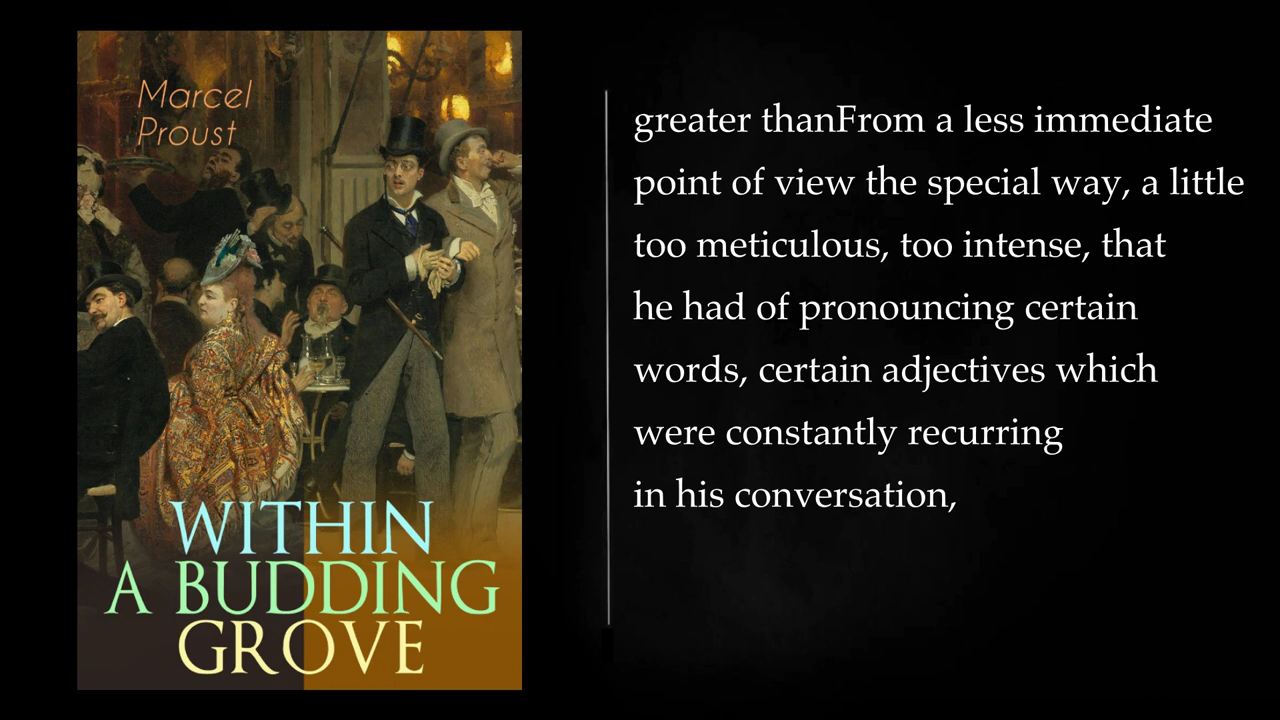 Marcel
Proust
WITHIN
A BUDDING
GROVE
greater thanFrom a less immediate
point of view the special way, a little
too meticulous, too intense, that
he had of pronouncing certain
words, certain adjectives which
were constantly recurring
in his conversation,